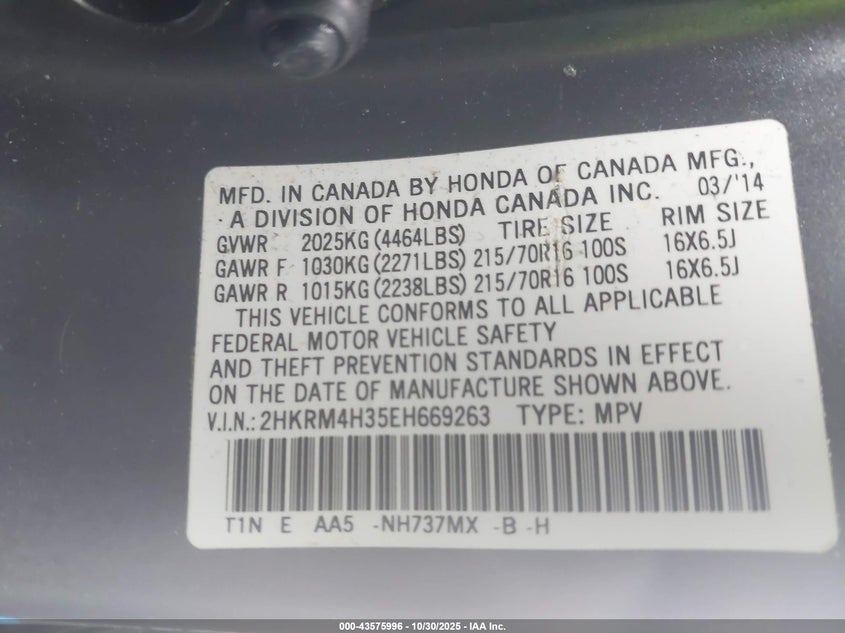 MFD. IN CANADA BY HONDA OF CANADA MFG.,
A DIVISION OF HONDA CANADA INC. 03/'14
GVWR 2025KG (4464LBS) TIRE SIZE RIM SIZE
GAWR F 1030KG (2271LBS) 215/70R16 100S 16X6.5J
GAWR R 1015KG (2238LBS) 215/70R16 100S 16X6.5J
THIS VEHICLE CONFORMS TO ALL APPLICABLE
FEDERAL MOTOR VEHICLE SAFETY
AND THEFT PREVENTION STANDARDS IN EFFECT
ON THE DATE OF MANUFACTURE SHOWN ABOVE.
V.I.N.: 2HKRM4H35EH669263 TYPE: MPV
T1N E AA5 -NH737MX -B -H
000-43575996 - 10/30/2025 - IAA Inc.